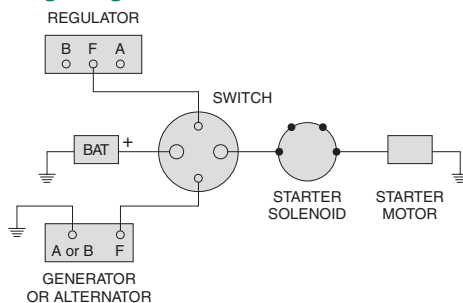 REGULATOR
B F A
SWITCH
BAT +
STARTER
SOLENOID
STARTER
MOTOR
A or B F
GENERATOR
OR ALTERNATOR